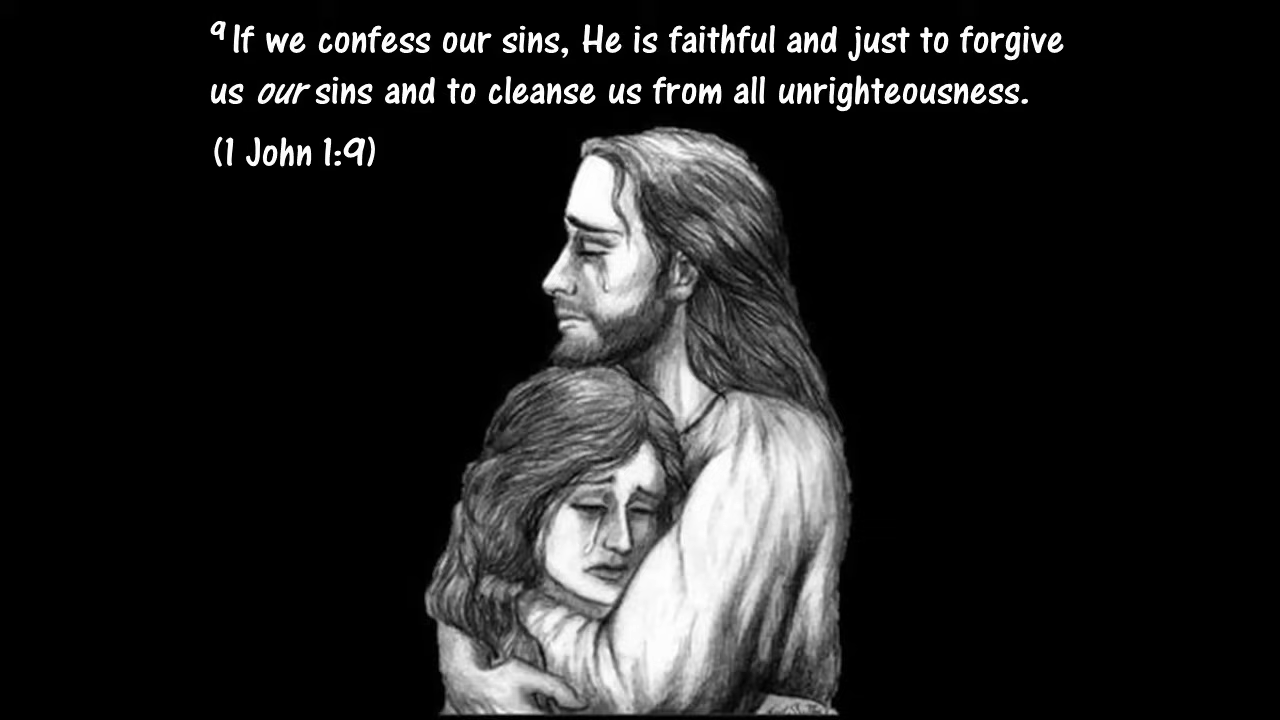 9 If we confess our sins, He is faithful and just to forgive
us our sins and to cleanse us from all unrighteousness.
(1 John 1:9)